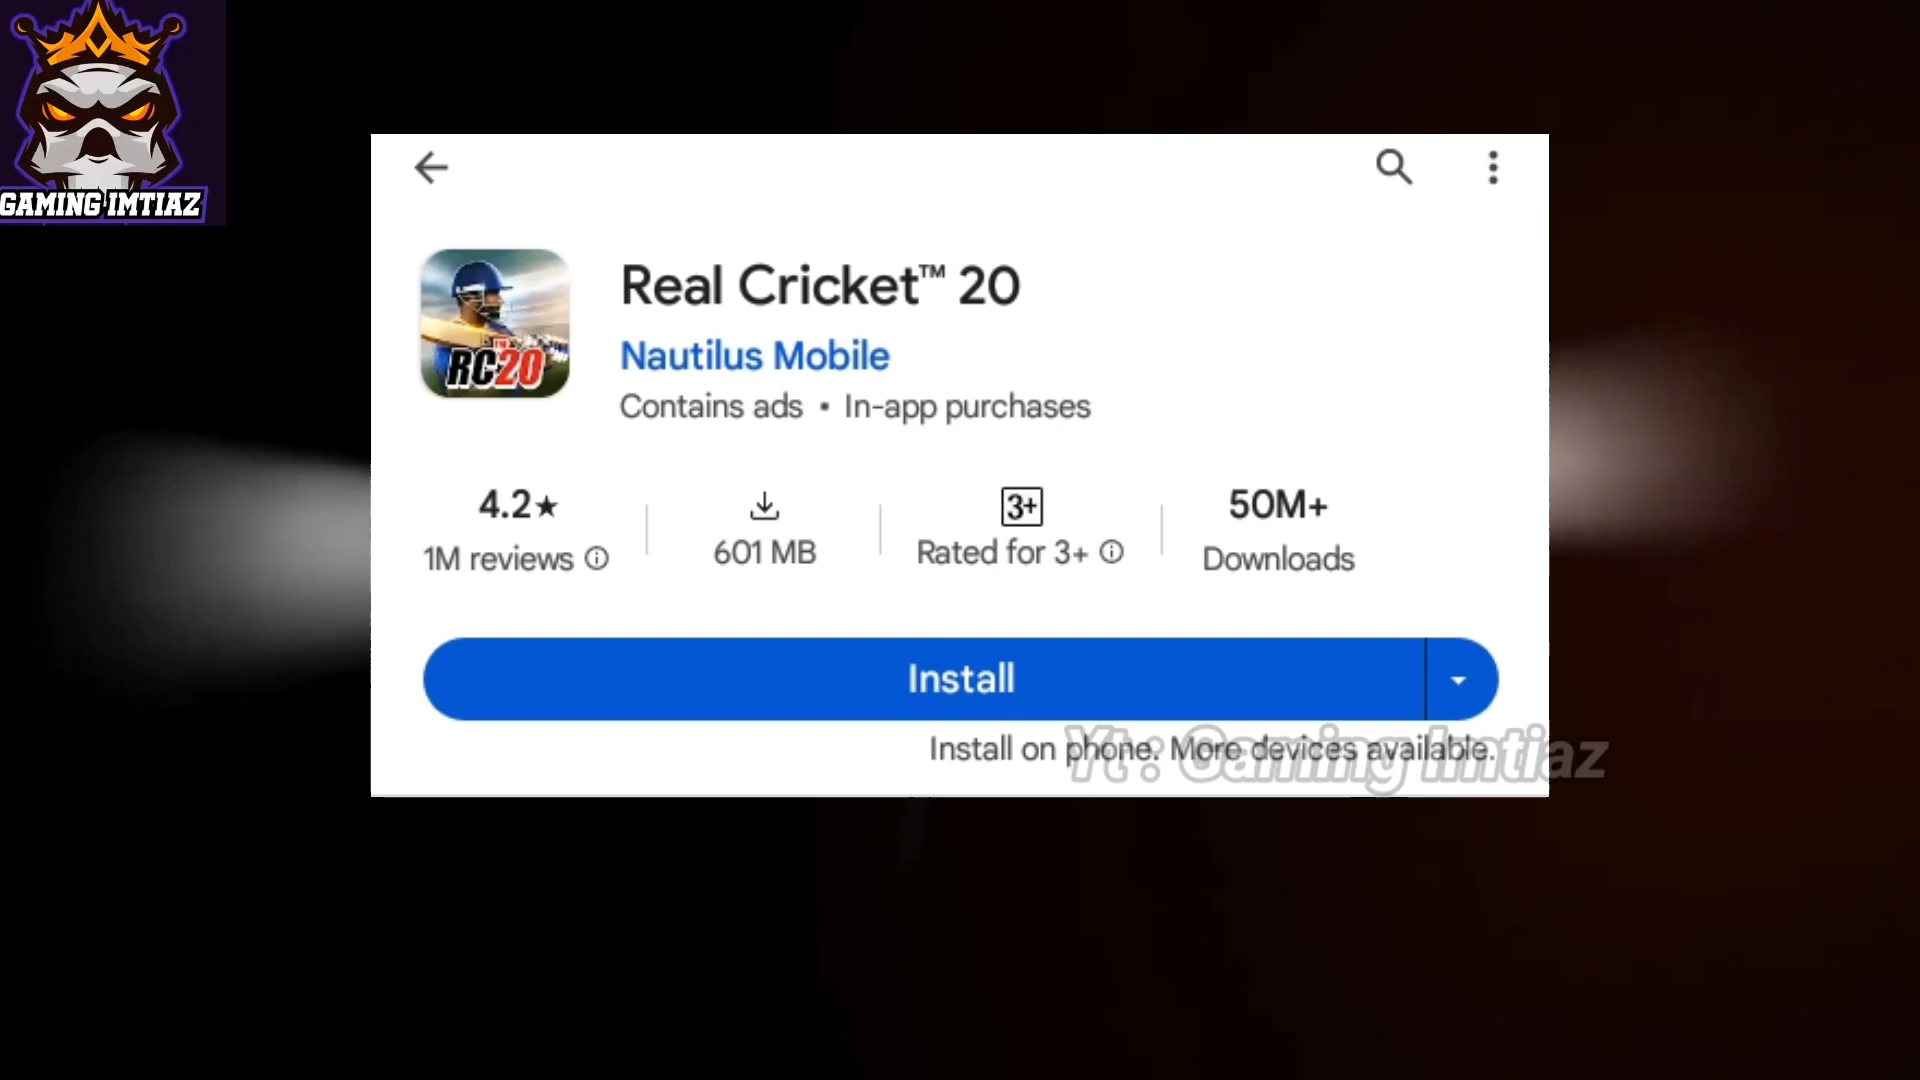 GAMING IMTIAZ
Real Cricket™ 20
RC20
Nautilus Mobile
Contains ads • In-app purchases
4.2★
601 MB
3+
50M+
1M reviews
Rated for 3+
Downloads
Install
Install on phone. More devices available.
Yt : Gaming Imtiaz